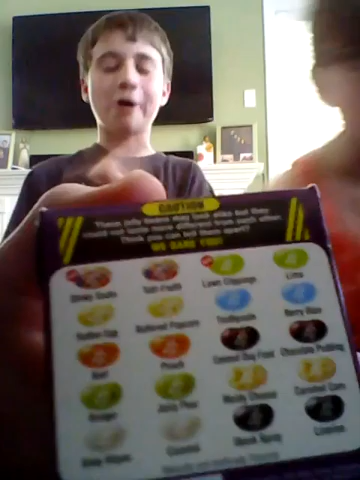 CAUTION
These jelly beans may look alike but they
could not taste more different from each other.
Think you can tell them apart?
WE DARE YOU!
Stinky Socks Tutti-Fruitti Lawn Clippings Lime
Rotten Egg Buttered Popcorn Toothpaste Berry Blue
Barf Peach Canned Dog Food Chocolate Pudding
Booger Juicy Pear Moldy Cheese Caramel Corn
Baby Wipes Coconut Skunk Spray Licorice